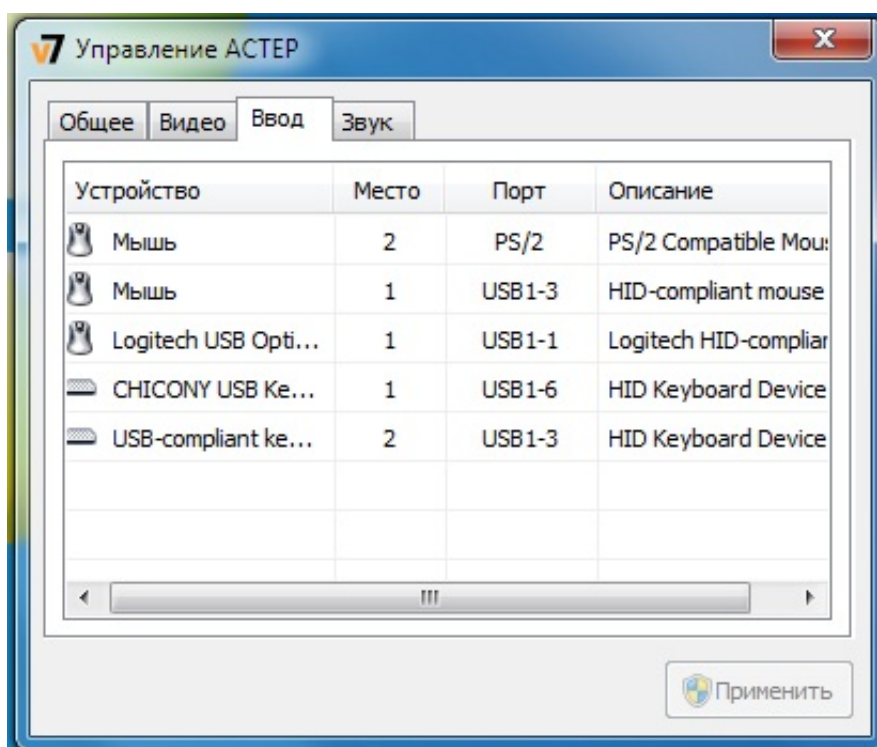 v7 Управление АСТЕР
Общее Видео Ввод Звук
Устройство Место Порт Описание
Мышь 2 PS/2 PS/2 Compatible Mou
Мышь 1 USB1-3 HID-compliant mouse
Logitech USB Opti... 1 USB1-1 Logitech HID-complian
CHICONY USB Ke... 1 USB1-6 HID Keyboard Device
USB-compliant ke... 2 USB1-3 HID Keyboard Device
Применить